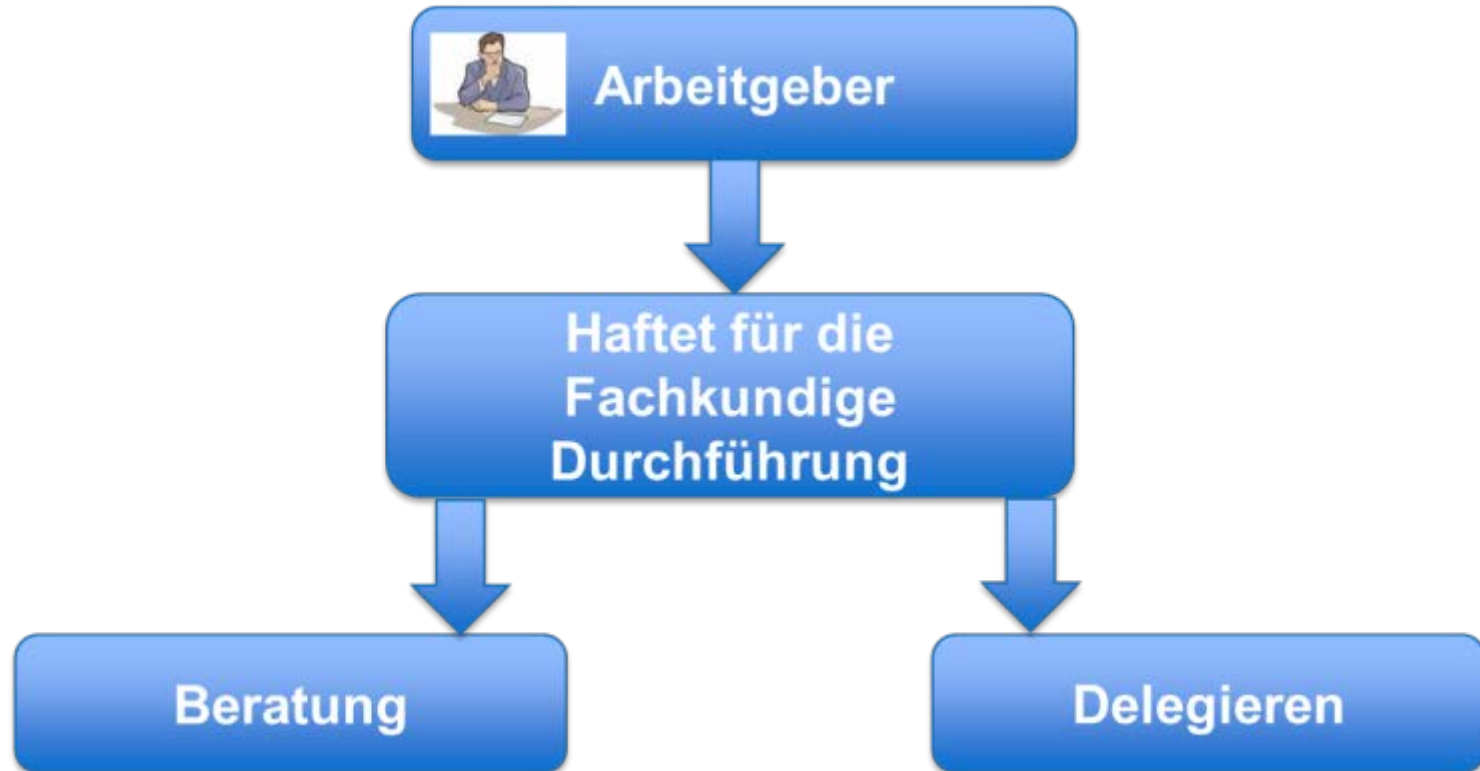 Arbeitgeber
Haftet für die
Fachkundige
Durchführung
Beratung
Delegieren